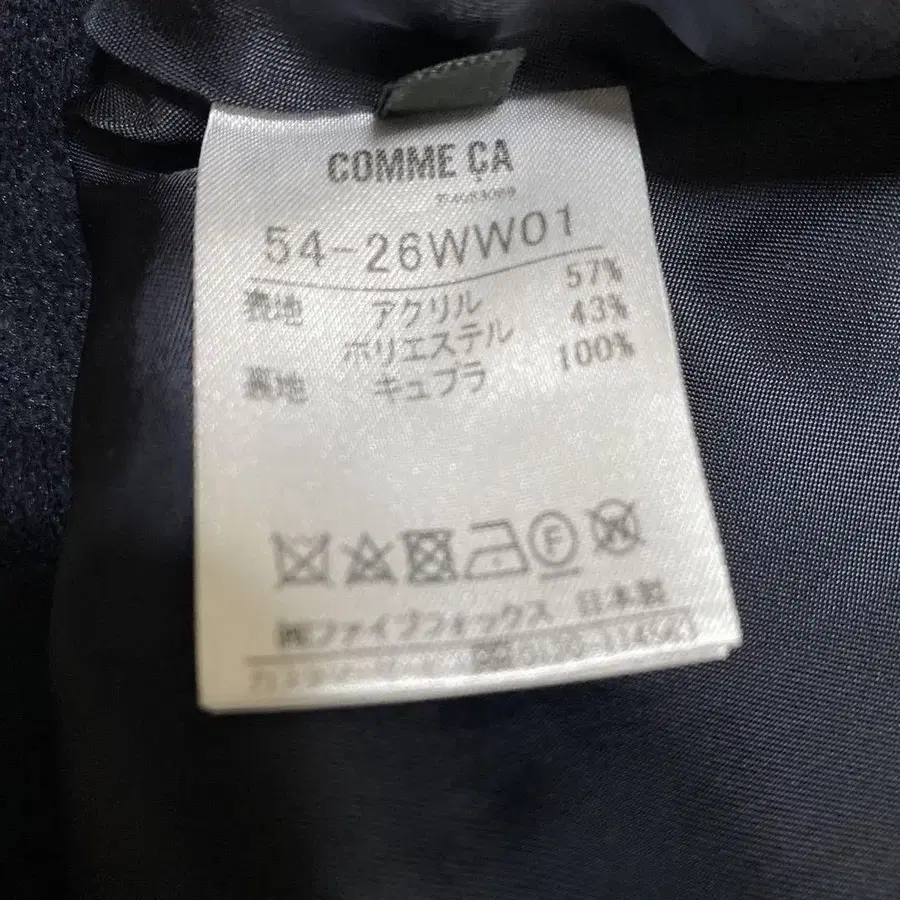 COMME ÇA
54-26WW01
表地 アクリル 57%
ポリエステル 43%
裏地 キュプラ 100%
F
㈱ファイブフォックス 日本製